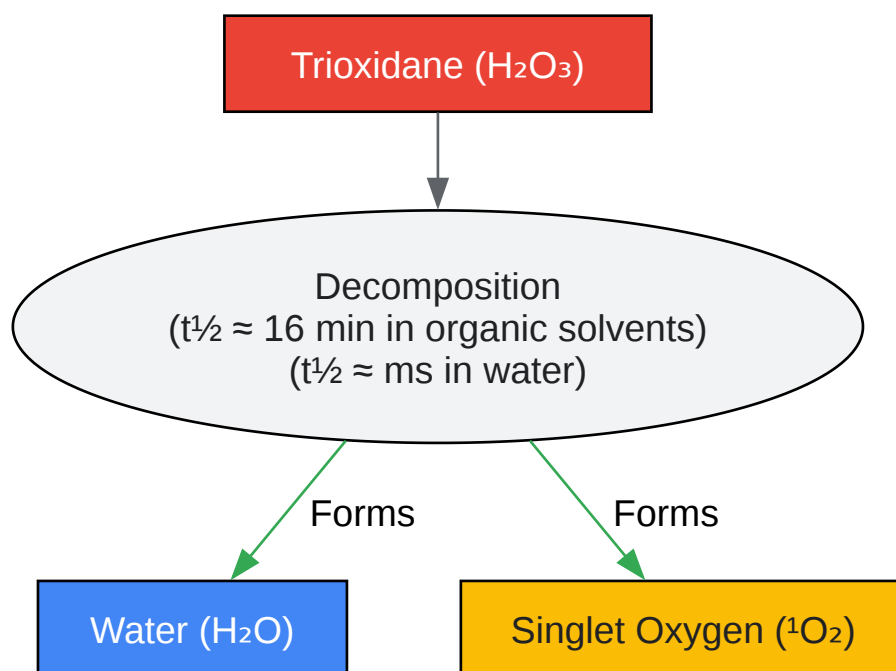 Trioxidane (H₂O₃)
Decomposition
(t½ ≈ 16 min in organic solvents)
(t½ ≈ ms in water)
Forms
Forms
Water (H₂O)
Singlet Oxygen (¹O₂)